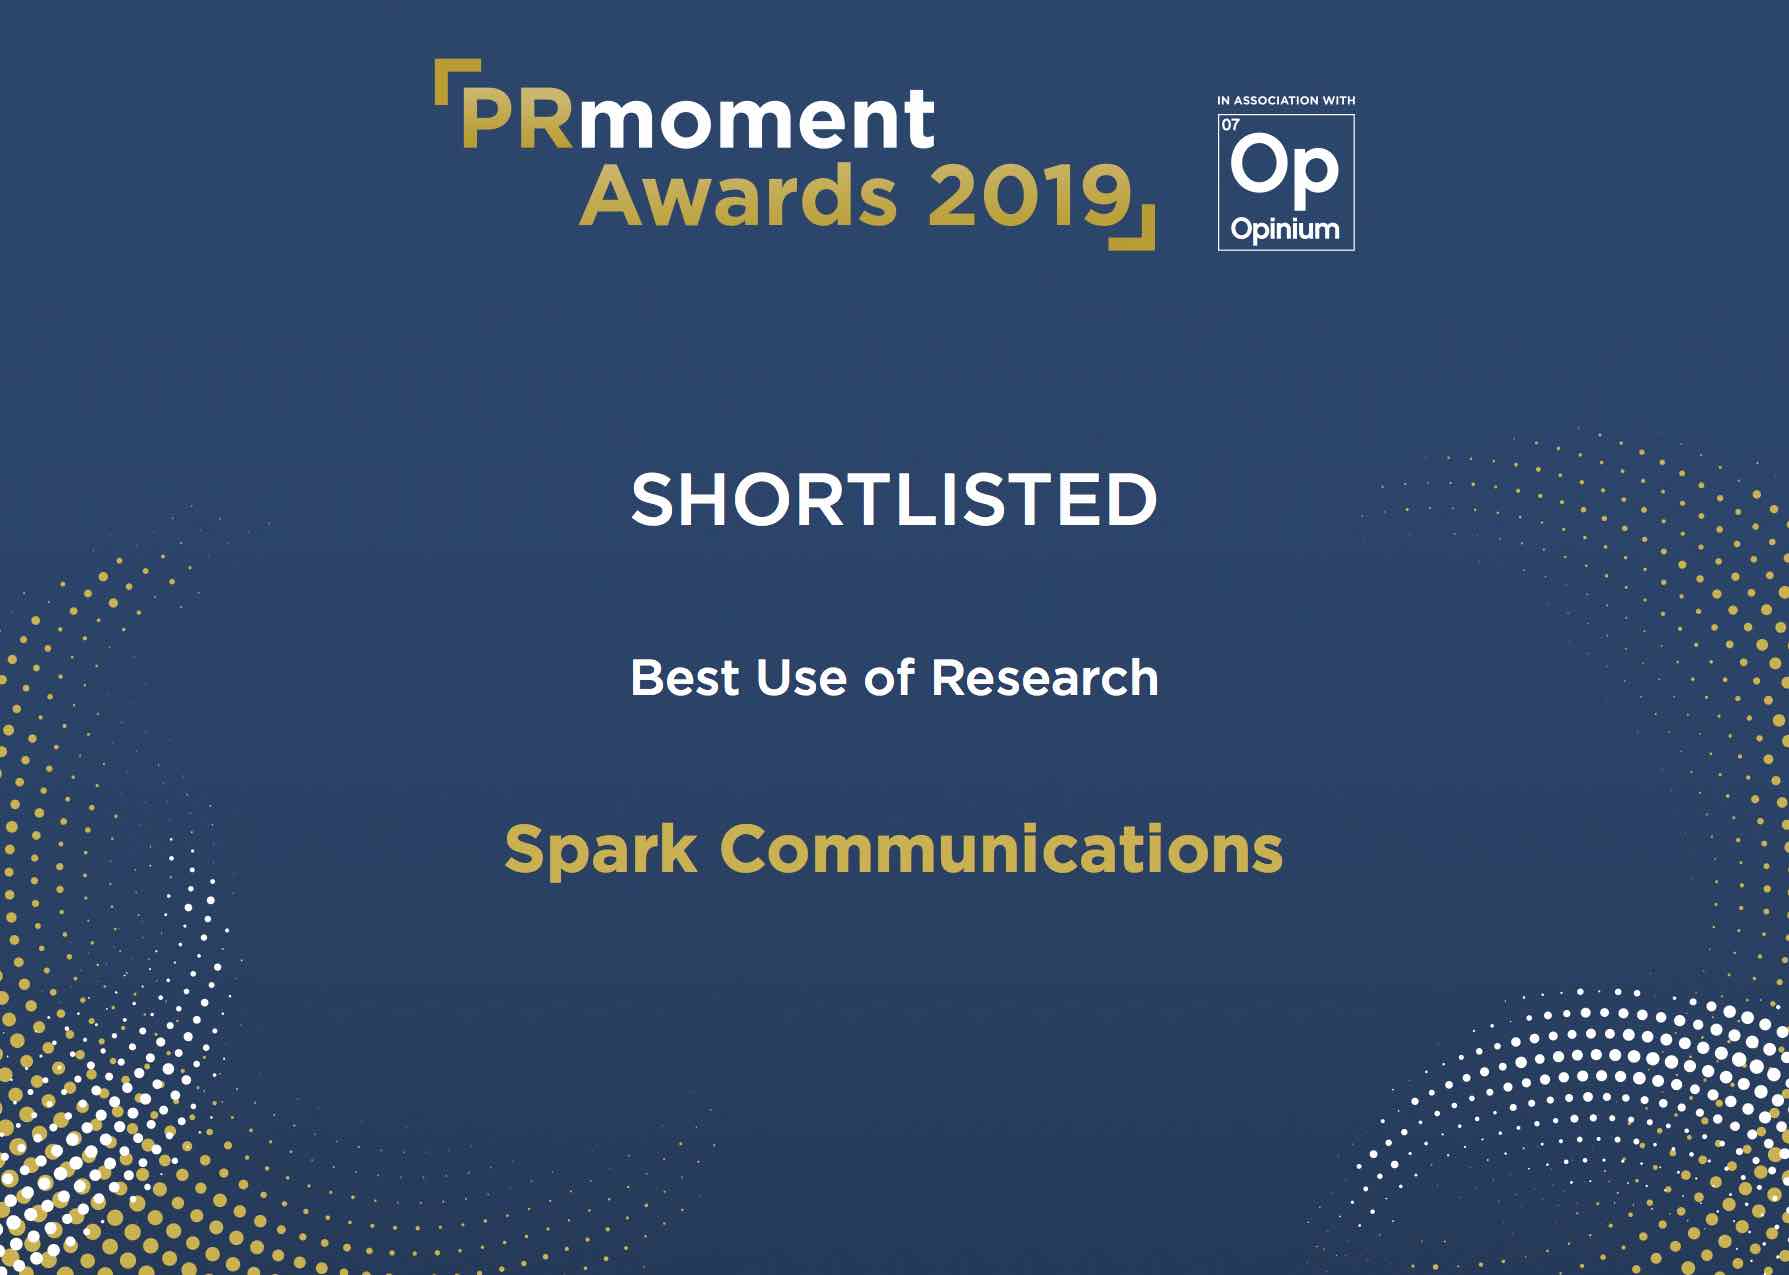 PRmoment
Awards 2019
IN ASSOCIATION WITH
07
Op
Opinium
SHORTLISTED
Best Use of Research
Spark Communications